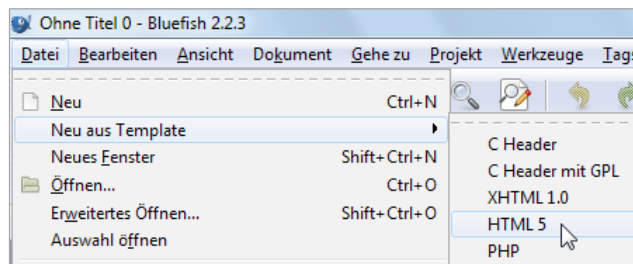 Ohne Titel 0 - Bluefish 2.2.3
Datei Bearbeiten Ansicht Dokument Gehe zu Projekt Werkzeuge Tags
Neu Ctrl+N
Neu aus Template
Neues Fenster Shift+Ctrl+N
Öffnen... Ctrl+O
Erweitertes Öffnen... Shift+Ctrl+O
Auswahl öffnen
C Header
C Header mit GPL
XHTML 1.0
HTML 5
PHP